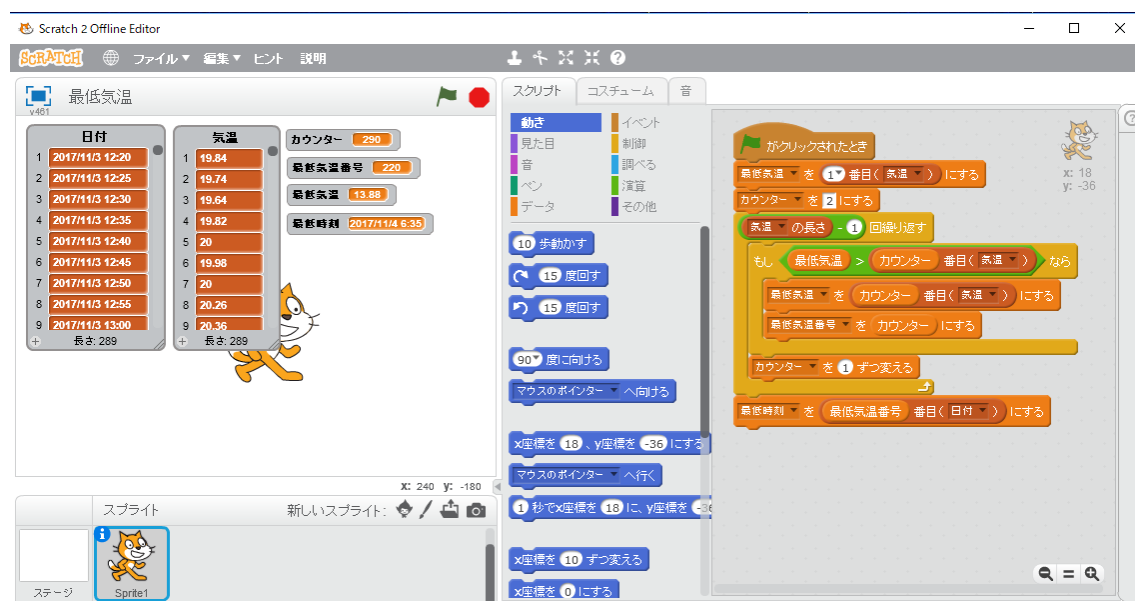 Scratch 2 Offline Editor
SCRATCH ファイル▼ 編集▼ ヒント 説明
v461 最低気温
日付
1 2017/11/3 12:20
2 2017/11/3 12:25
3 2017/11/3 12:30
4 2017/11/3 12:35
5 2017/11/3 12:40
6 2017/11/3 12:45
7 2017/11/3 12:50
8 2017/11/3 12:55
9 2017/11/3 13:00
+ 長さ: 289
気温
1 19.84
2 19.74
3 19.64
4 19.82
5 20
6 19.98
7 20
8 20.26
9 20.36
+ 長さ: 289
カウンター 290
最低気温番号 220
最低気温 13.88
最低時刻 2017/11/4 6:35
x: 240 y: -180
スプライト 新しいスプライト:
ステージ
Sprite1
スクリプト コスチューム 音
動き イベント
見た目 制御
音 調べる
ペン 演算
データ その他
10 歩動かす
15 度回す
15 度回す
90▼ 度に向ける
マウスのポインター▼ へ向ける
x座標を 18 、y座標を -36 にする
マウスのポインター▼ へ行く
1 秒でx座標を 18 に、y座標を -36
x座標を 10 ずつ変える
x座標を 0 にする
がクリックされたとき
最低気温▼ を 1▼ 番目( 気温▼ ) にする
カウンター▼ を 2 にする
気温▼ の長さ - 1 回繰り返す
もし 最低気温 > カウンター 番目( 気温▼ ) なら
最低気温▼ を カウンター 番目( 気温▼ ) にする
最低気温番号▼ を カウンター にする
カウンター▼ を 1 ずつ変える
最低時刻▼ を 最低気温番号 番目( 日付▼ ) にする
x: 18
y: -36